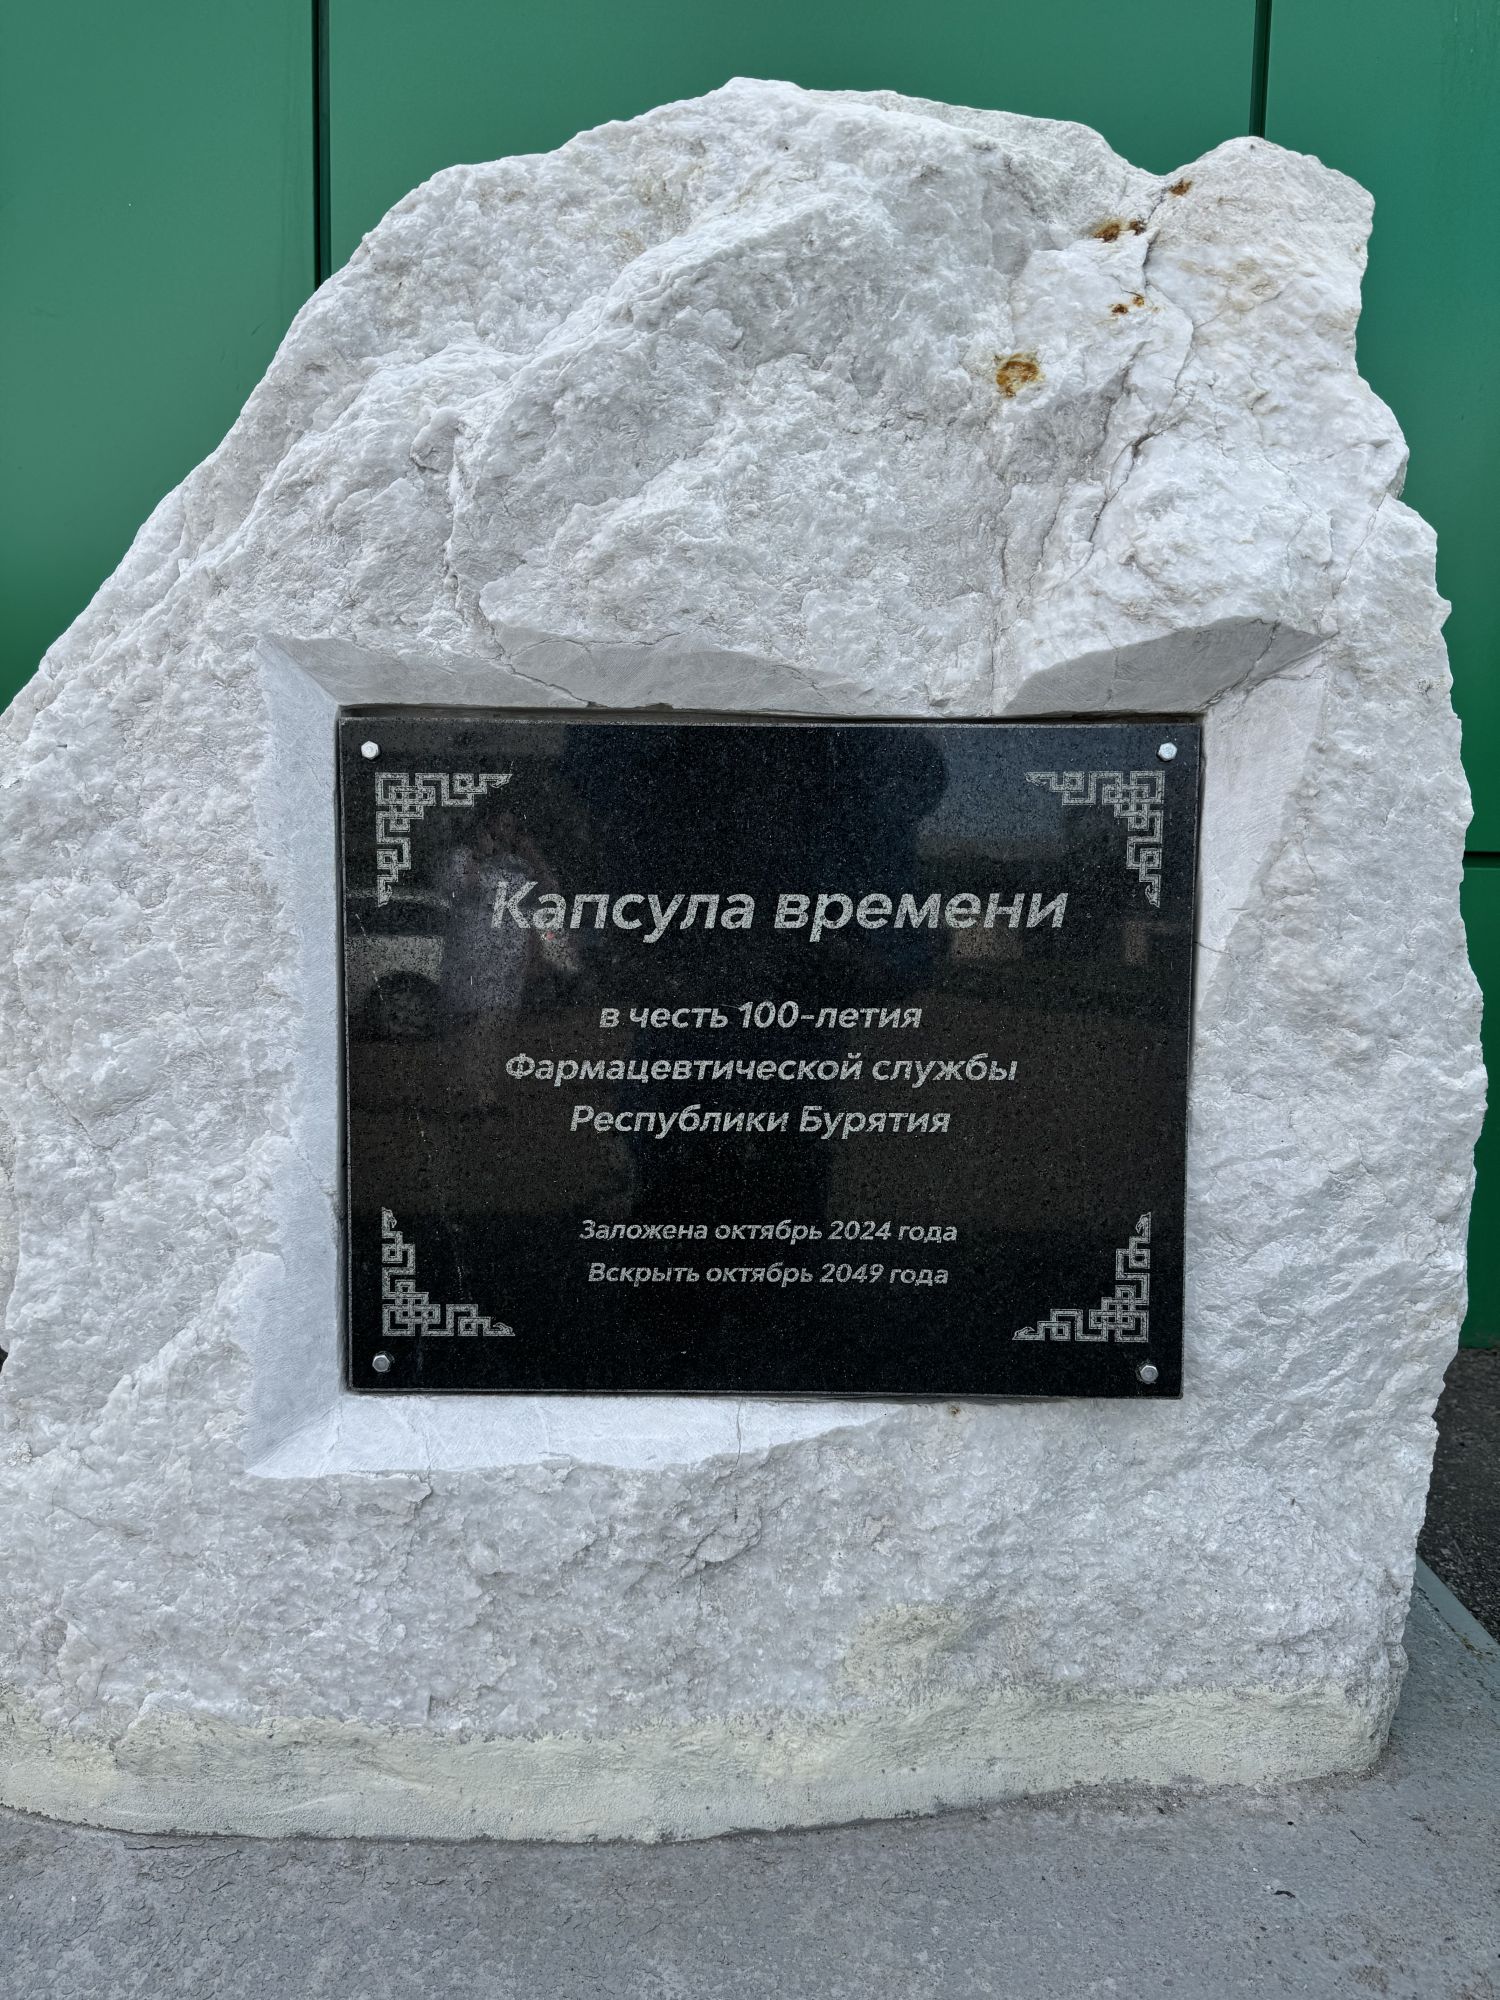 Капсула времени
в честь 100-летия
Фармацевтической службы
Республики Бурятия
Заложена октябрь 2024 года
Вскрыть октябрь 2049 года